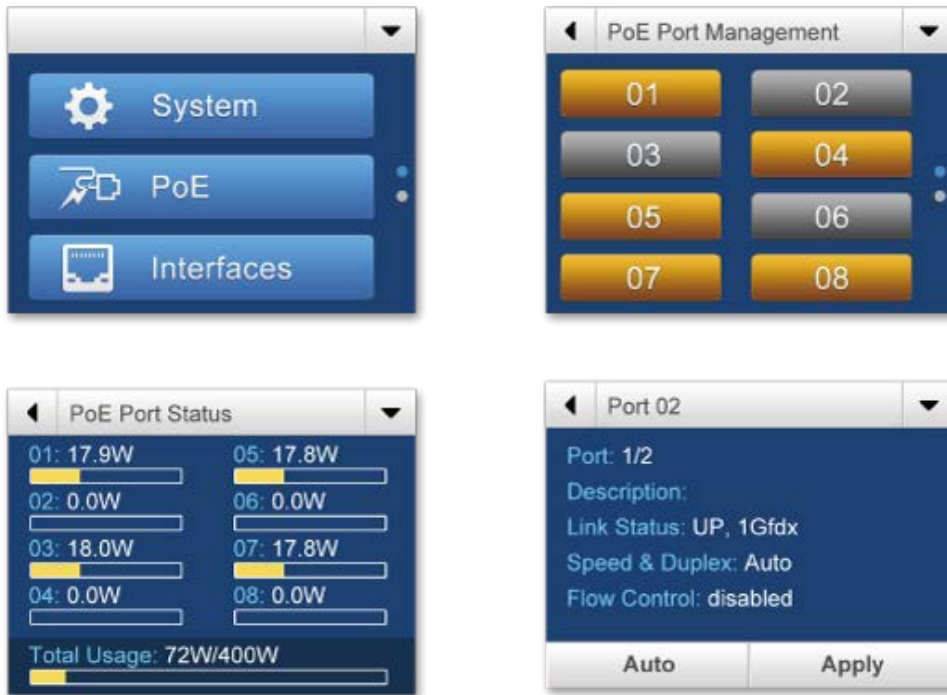 System
PoE
Interfaces
PoE Port Management
01 02
03 04
05 06
07 08
PoE Port Status
01: 17.9W 05: 17.8W
02: 0.0W 06: 0.0W
03: 18.0W 07: 17.8W
04: 0.0W 08: 0.0W
Total Usage: 72W/400W
Port 02
Port: 1/2
Description:
Link Status: UP, 1Gfdx
Speed & Duplex: Auto
Flow Control: disabled
Auto Apply